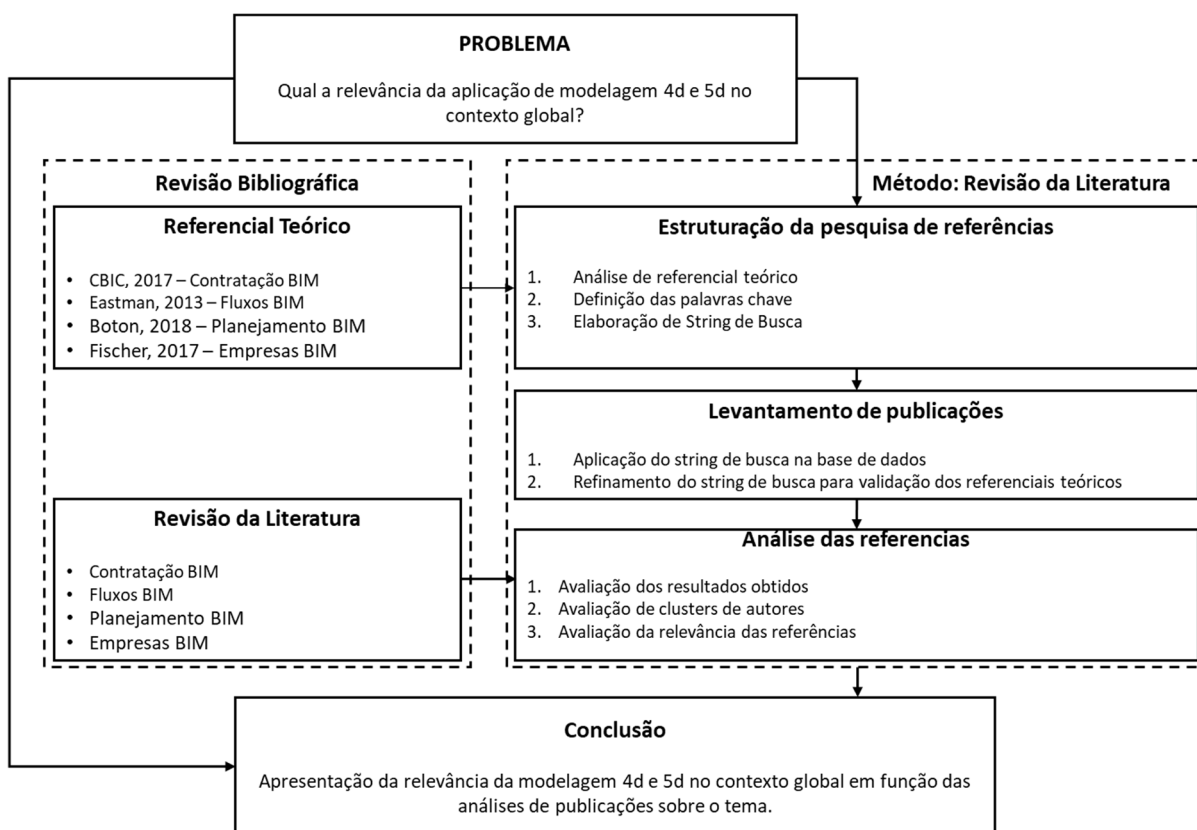 PROBLEMA
Qual a relevância da aplicação de modelagem 4d e 5d no
contexto global?
Revisão Bibliográfica
Referencial Teórico
• CBIC, 2017 – Contratação BIM
• Eastman, 2013 – Fluxos BIM
• Boton, 2018 – Planejamento BIM
• Fischer, 2017 – Empresas BIM
Revisão da Literatura
• Contratação BIM
• Fluxos BIM
• Planejamento BIM
• Empresas BIM
Método: Revisão da Literatura
Estruturação da pesquisa de referências
1. Análise de referencial teórico
2. Definição das palavras chave
3. Elaboração de String de Busca
Levantamento de publicações
1. Aplicação do string de busca na base de dados
2. Refinamento do string de busca para validação dos referenciais teóricos
Análise das referencias
1. Avaliação dos resultados obtidos
2. Avaliação de clusters de autores
3. Avaliação da relevância das referências
Conclusão
Apresentação da relevância da modelagem 4d e 5d no contexto global em função das
análises de publicações sobre o tema.